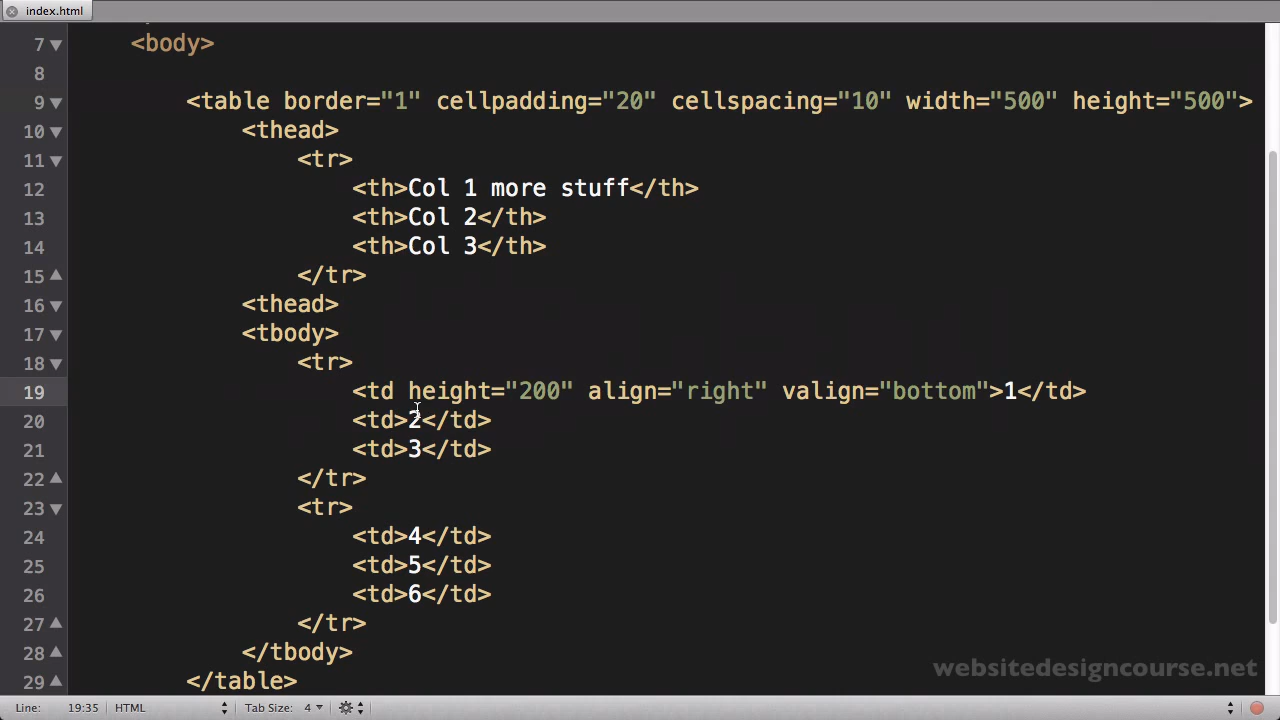 index.html
7 <body>
8
9 <table border="1" cellpadding="20" cellspacing="10" width="500" height="500">
10 <thead>
11 <tr>
12 <th>Col 1 more stuff</th>
13 <th>Col 2</th>
14 <th>Col 3</th>
15 </tr>
16 <thead>
17 <tbody>
18 <tr>
19 <td height="200" align="right" valign="bottom">1</td>
20 <td>2</td>
21 <td>3</td>
22 </tr>
23 <tr>
24 <td>4</td>
25 <td>5</td>
26 <td>6</td>
27 </tr>
28 </tbody>
29 </table>
websitedesigncourse.net
Line: 19:35 HTML Tab Size: 4